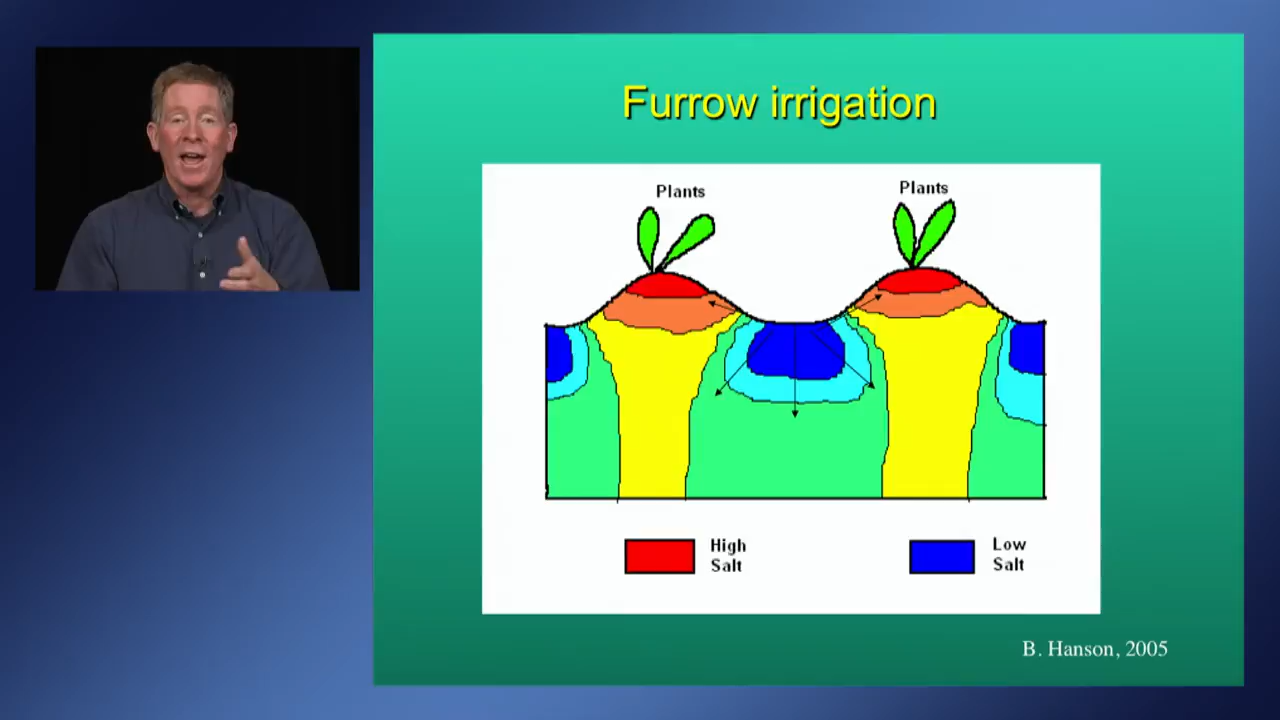 Furrow irrigation
Plants
Plants
High
Salt
Low
Salt
B. Hanson, 2005